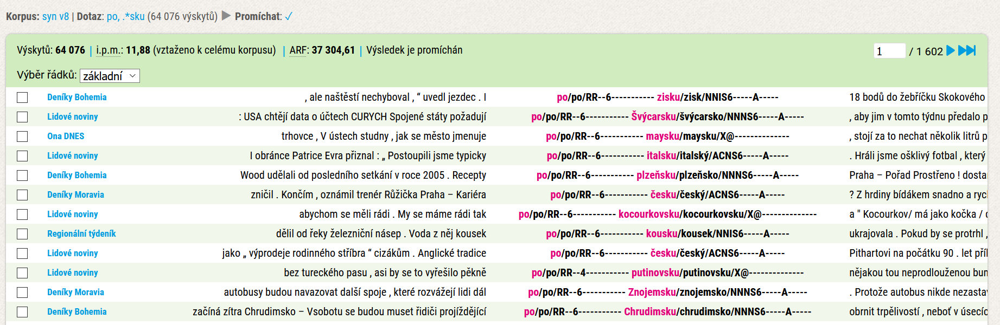 Korpus: syn v8 | Dotaz: po, .*sku (64 076 výskytů) ▶ Promíchat: ✓
Výskytů: 64 076 | i.p.m.: 11,88 (vztaženo k celému korpusu) | ARF: 37 304,61 | Výsledek je promíchán 1 / 1 602
Výběr řádků: základní
Deníky Bohemia , ale naštěstí nechyboval , “ uvedl jezdec . I po/po/RR--6----------- zisku/zisk/NNIS6-----A----- 18 bodů do žebříčku Skokového
Lidové noviny : USA chtějí data o účtech CURYCH Spojené státy požadují po/po/RR--6----------- Švýcarsku/švýcarsko/NNNS6-----A----- , aby jim v tomto týdnu předalo p
Ona DNES trhovce , V ústech studny , jak se město jmenuje po/po/RR--6----------- maysku/maysku/X@-------------- , stojí za to nechat několik litrů p
Lidové noviny I obránce Patrice Evra přiznal : „ Postoupili jsme typicky po/po/RR--6----------- italsku/italský/ACNS6-----A----- . Hráli jsme ošklivý fotbal , který
Deníky Bohemia Wood udělali od posledního setkání v roce 2005 . Recepty po/po/RR--6----------- plzeňsku/plzeňsko/NNNS6-----A----- Praha – Pořad Prostřeno ! dosta
Deníky Moravia zničil . Končím , oznámil trenér Růžička Praha – Kariéra po/po/RR--6----------- česku/český/ACNS6-----A----- ? Z hrdiny bídákem snadno a rych
Lidové noviny abychom se měli rádi . My se máme rádi tak po/po/RR--6----------- kocourkovsku/kocourkovsku/X@-------------- a " Kocourkov/ má jako kočka / c
Regionální týdeník dělil od řeky železniční násep . Voda z něj kousek po/po/RR--6----------- kousku/kousek/NNIS6-----A----- ukrajovala . Pokud by se protrhl ,
Lidové noviny jako „ výprodeje rodinného stříbra “ cizákům . Anglické tradice po/po/RR--6----------- česku/český/ACNS6-----A----- Pithartovi na počátku 90 . let pří
Lidové noviny bez tureckého pasu , asi by se to vyřešilo pěkně po/po/RR--4----------- putinovsku/putinovsku/X@-------------- nějakou tou neprodlouženou bun
Deníky Moravia autobusy budou navazovat další spoje , které rozvážejí lidi dál po/po/RR--6----------- Znojemsku/znojemsko/NNNS6-----A----- . Protože autobus nikde nezasta
Deníky Bohemia začíná zítra Chrudimsko – Vsobotu se budou muset řidiči projíždějící po/po/RR--6----------- Chrudimsku/chrudimsko/NNNS6-----A----- obrnit trpělivostí , neboť v úsecíc